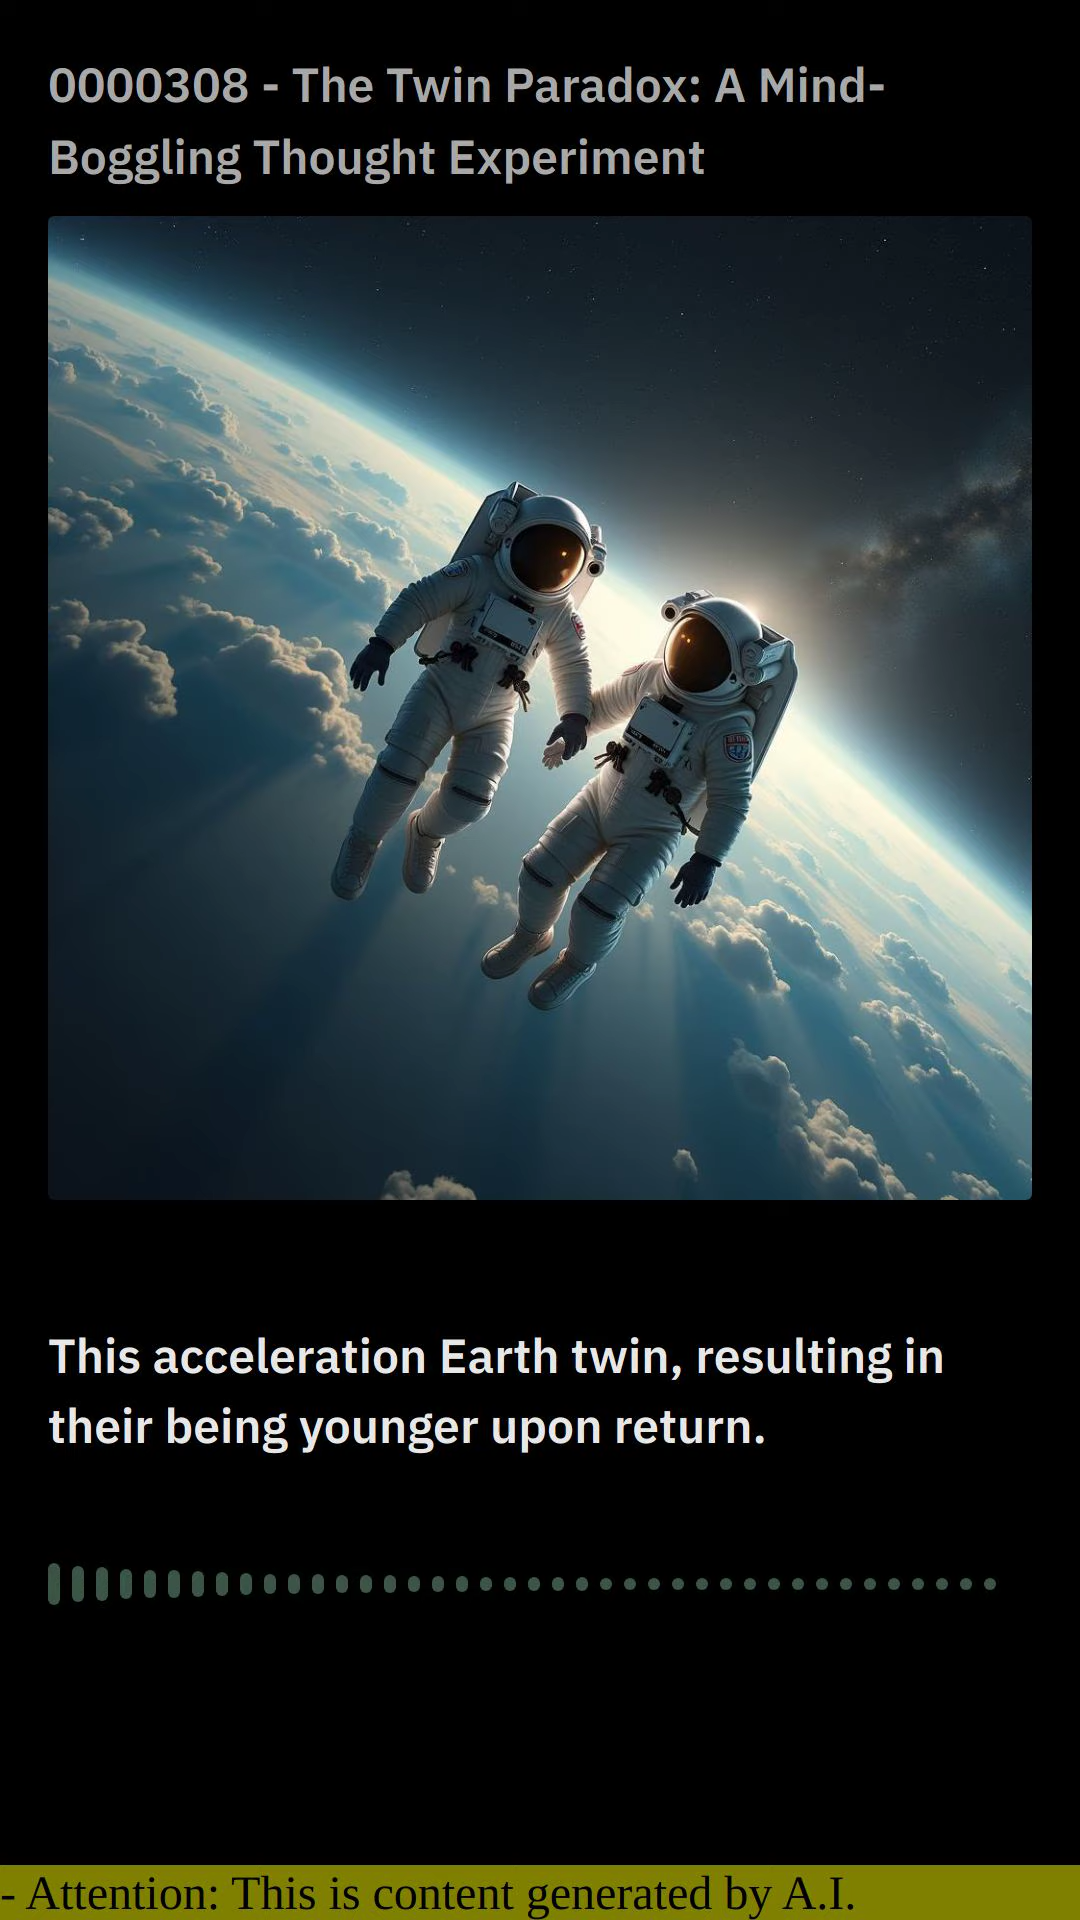 0000308 - The Twin Paradox: A Mind-
Boggling Thought Experiment
This acceleration Earth twin, resulting in
their being younger upon return.
- Attention: This is content generated by A.I.